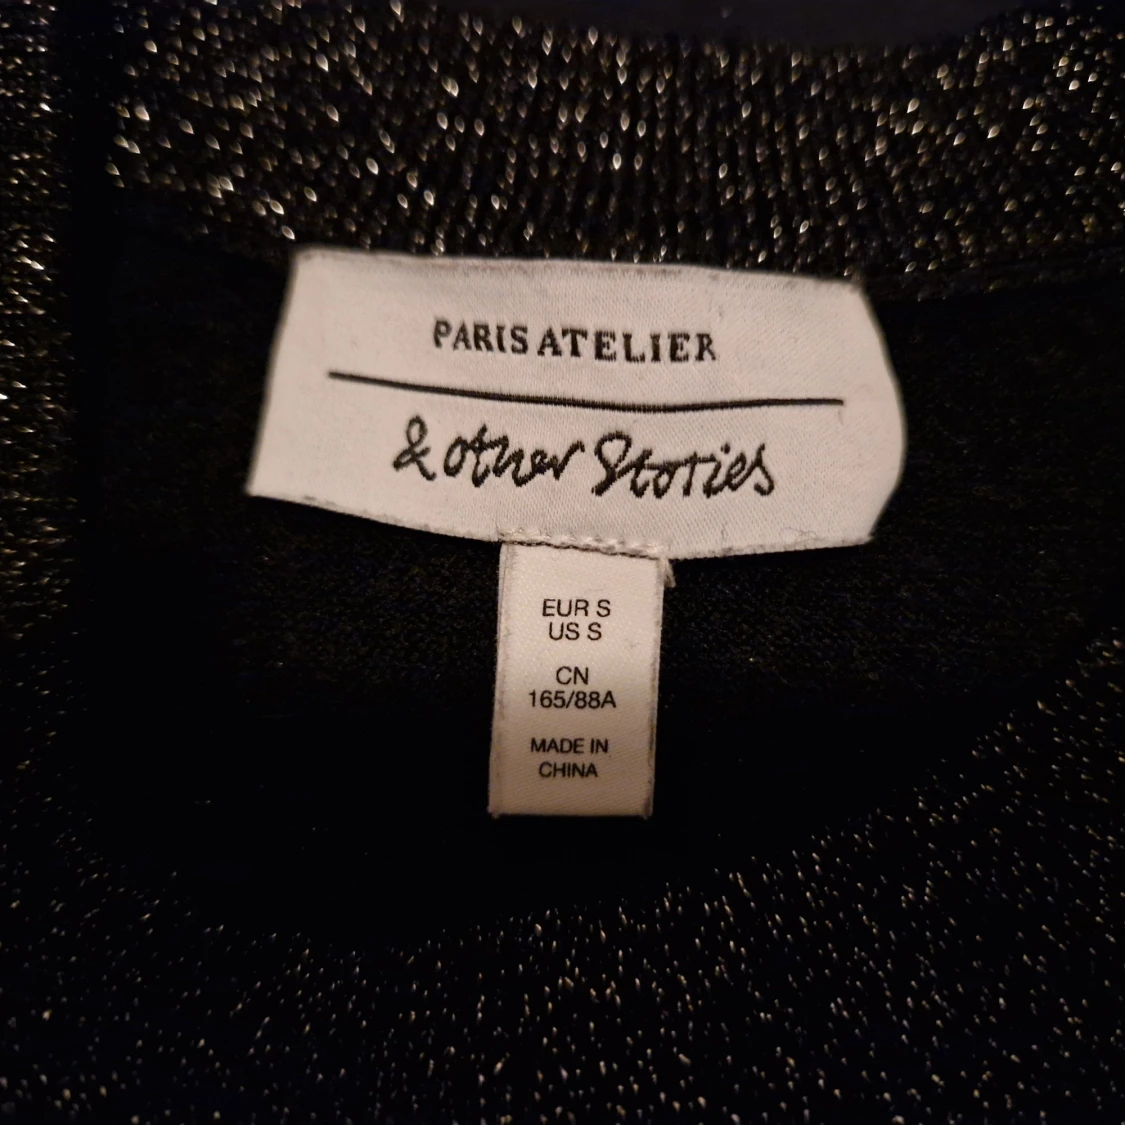 PARIS ATELIER
& other Stories
EUR S
US S
CN
165/88A
MADE IN
CHINA